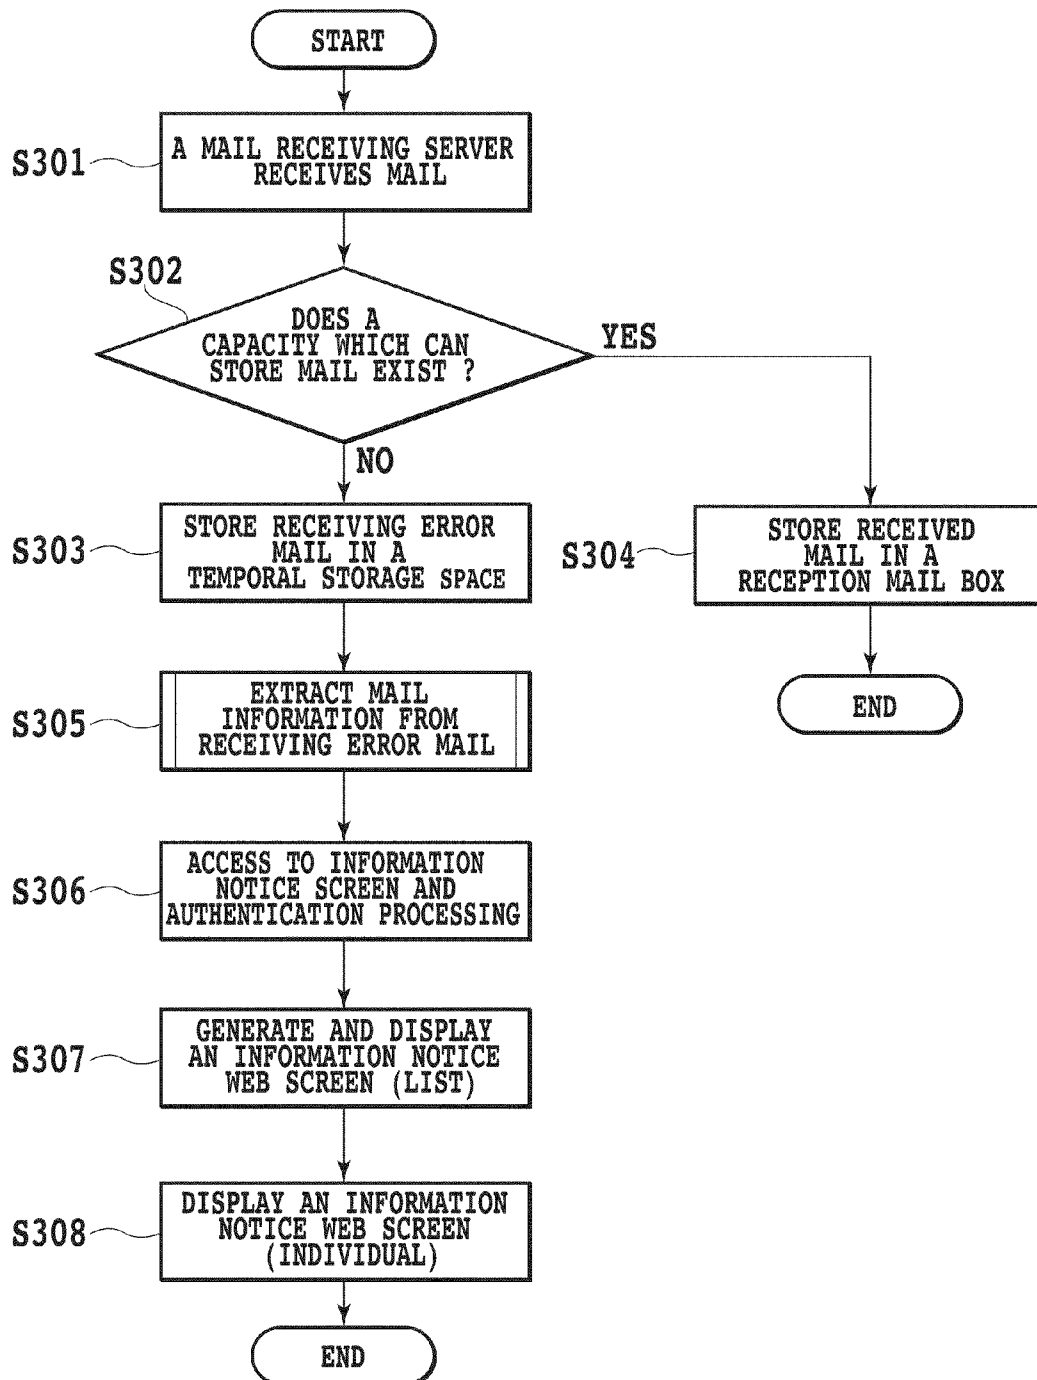 START
S301
A MAIL RECEIVING SERVER
RECEIVES MAIL
S302
DOES A
CAPACITY WHICH CAN
STORE MAIL EXIST ?
YES
NO
S303
STORE RECEIVING ERROR
MAIL IN A
TEMPORAL STORAGE SPACE
S304
STORE RECEIVED
MAIL IN A
RECEPTION MAIL BOX
END
S305
EXTRACT MAIL
INFORMATION FROM
RECEIVING ERROR MAIL
S306
ACCESS TO INFORMATION
NOTICE SCREEN AND
AUTHENTICATION PROCESSING
S307
GENERATE AND DISPLAY
AN INFORMATION NOTICE
WEB SCREEN (LIST)
S308
DISPLAY AN INFORMATION
NOTICE WEB SCREEN
(INDIVIDUAL)
END